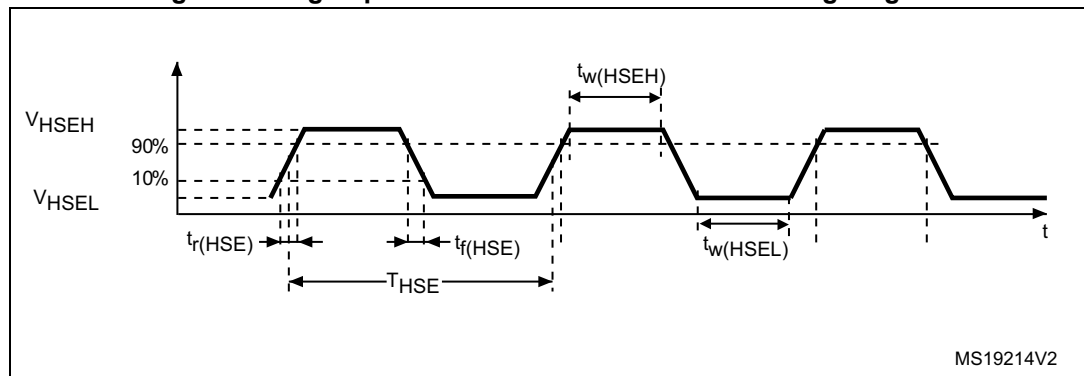 tw(HSEH)
VHSEH
90%
10%
VHSEL
tr(HSE)
tf(HSE)
tw(HSEL)
t
THSE
MS19214V2